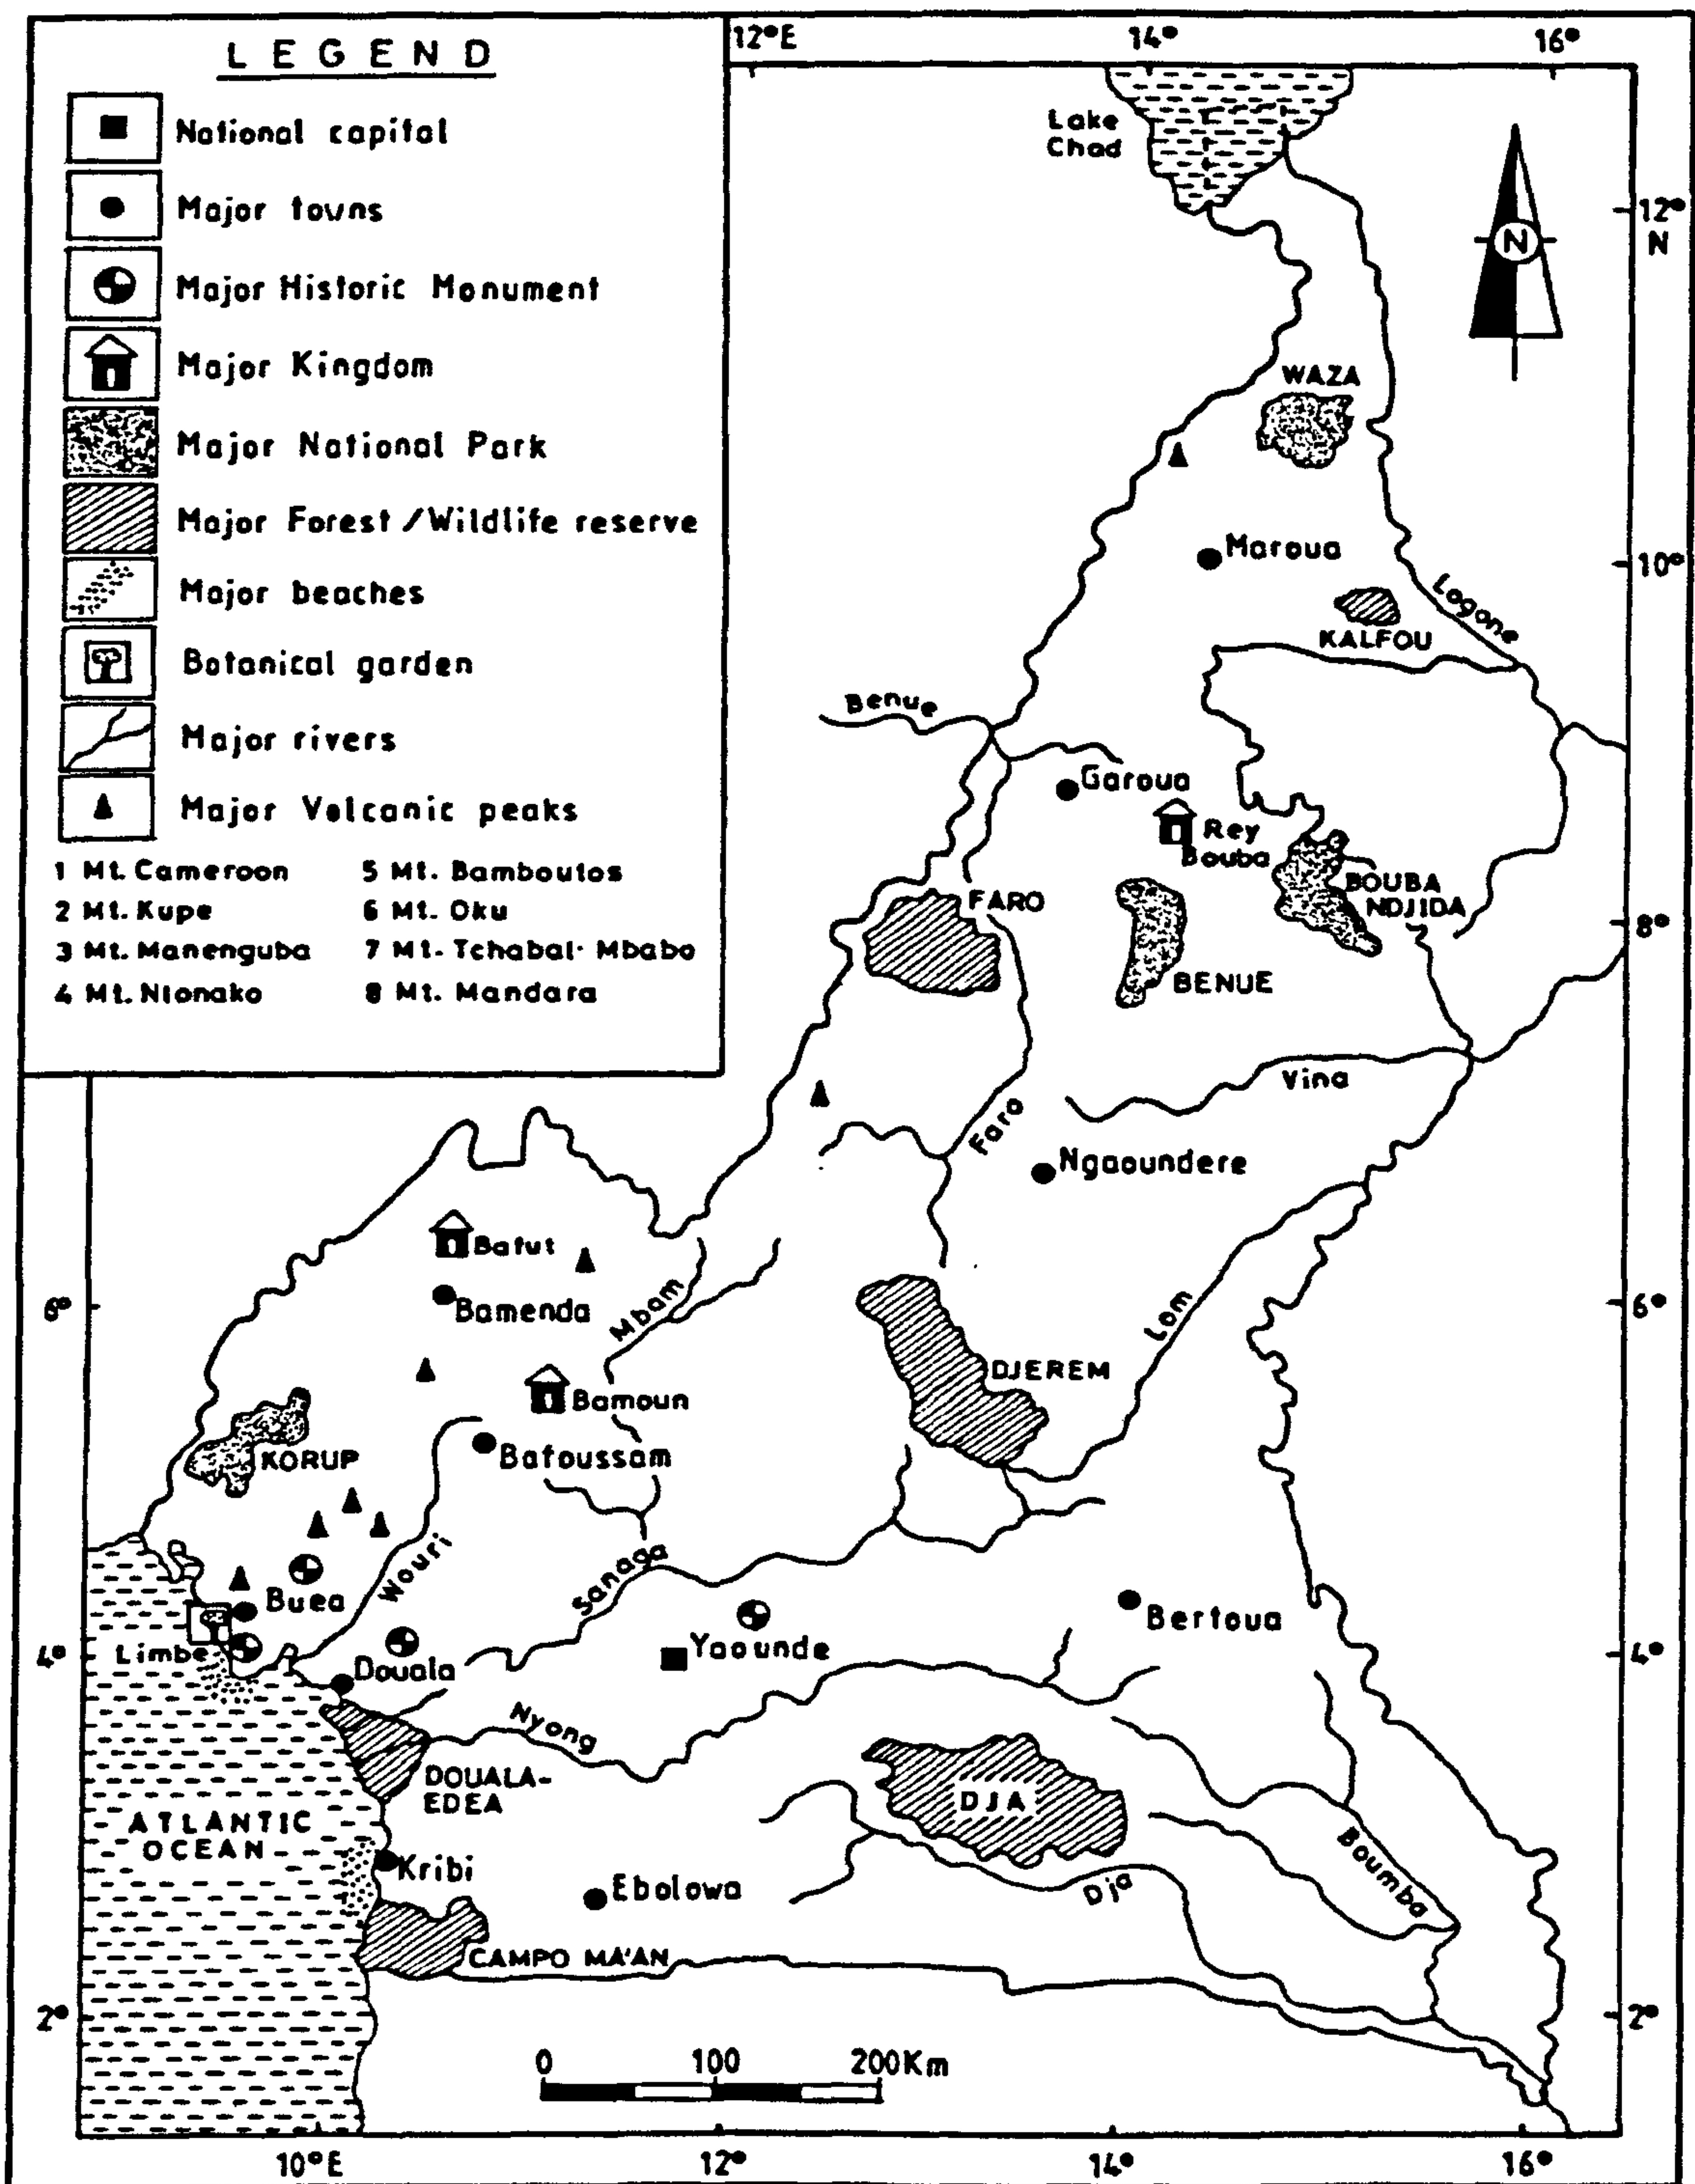 LEGEND
National capital
Major towns
Major Historic Monument
Major Kingdom
Major National Park
Major Forest/Wildlife reserve
Major beaches
Botanical garden
Major rivers
Major Volcanic peaks
1 Mt. Cameroon
2 Mt. Kupe
3 Mt. Manenguba
4 Mt. Nlonako
5 Mt. Bamboutos
6 Mt. Oku
7 Mt. Tchabal-Mbabo
8 Mt. Mandara
12°E
14°
16°
Lake
Chad
12°
N
N
WAZA
Maroua
10°
Logone
KALFOU
Benue
Garoua
Rey
Bouba
BOUBA
NDJIDA
FARO
8°
BENUE
Vina
Faro
Ngaoundere
Bafut
Bamenda
Mbam
6°
6°
Lom
DJEREM
Bamoun
Bafoussam
KORUP
Wouri
Sanaga
Buea
Bertoua
Limbe
Yaounde
4°
4°
Douala
Nyong
DOUALA-
EDEA
DJA
ATLANTIC
OCEAN
Kribi
Ebolowa
Dja
Boumba
CAMPO MA'AN
2°
2°
0 100 200Km
10°E
12°
14°
16°